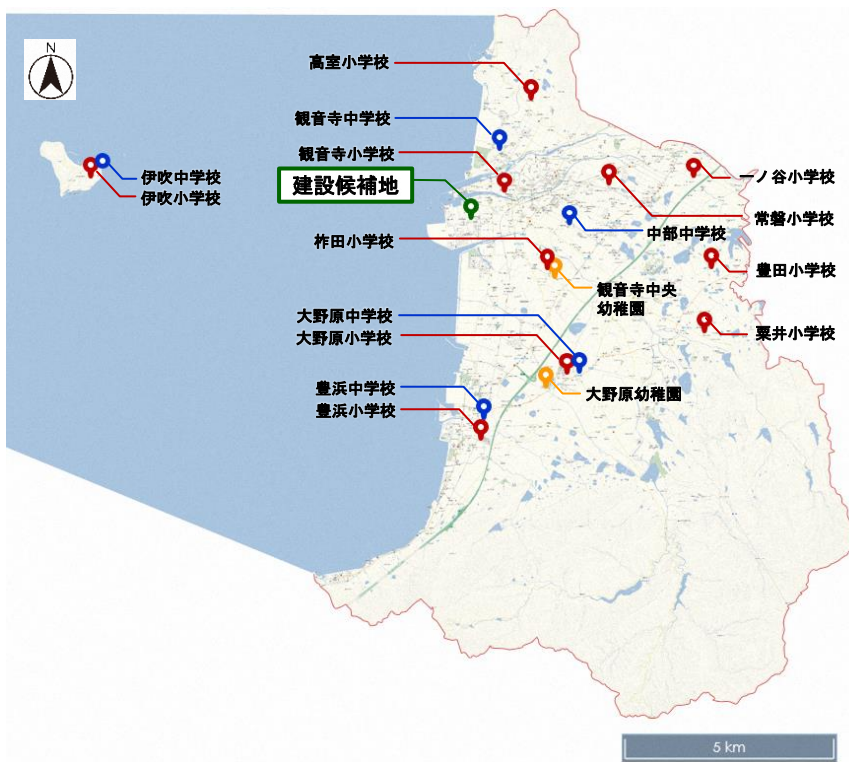 N
高室小学校
観音寺中学校
観音寺小学校
建設候補地
伊吹中学校
伊吹小学校
一ノ谷小学校
常磐小学校
中部中学校
柞田小学校
豊田小学校
観音寺中央
幼稚園
大野原中学校
大野原小学校
粟井小学校
豊浜中学校
豊浜小学校
大野原幼稚園
5 km